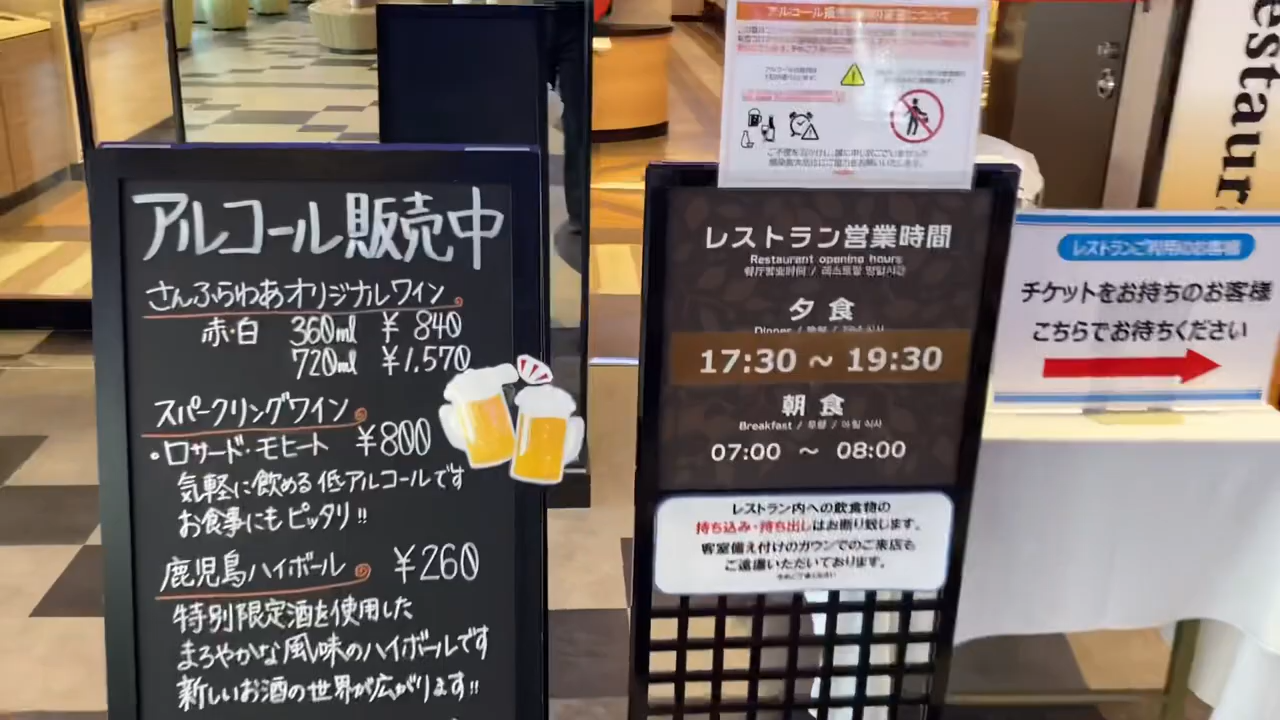 アルコール販売中
さんふらわあオリジナルワイン
赤・白 360ml ¥ 840
720ml ¥1,570
スパークリングワイン
・ロサード・モヒート ¥800
気軽に飲める低アルコールです
お食事にもピッタリ!!
鹿児島ハイボール ¥260
特別限定酒を使用した
まろやかな風味のハイボールです
新しいお酒の世界が広がります!!
アルコール
について
レストラン営業時間
Restaurant opening hours
夕食
Dinner
17:30 ~ 19:30
朝食
Breakfast
07:00 ~ 08:00
レストラン内への飲食物の
持ち込み・持ち出しはお断り致します。
客室備え付けのガウンでのご来店も
ご遠慮いただいております。
レストランご利用のお客様
チケットをお持ちのお客様
こちらでお待ちください
estaur